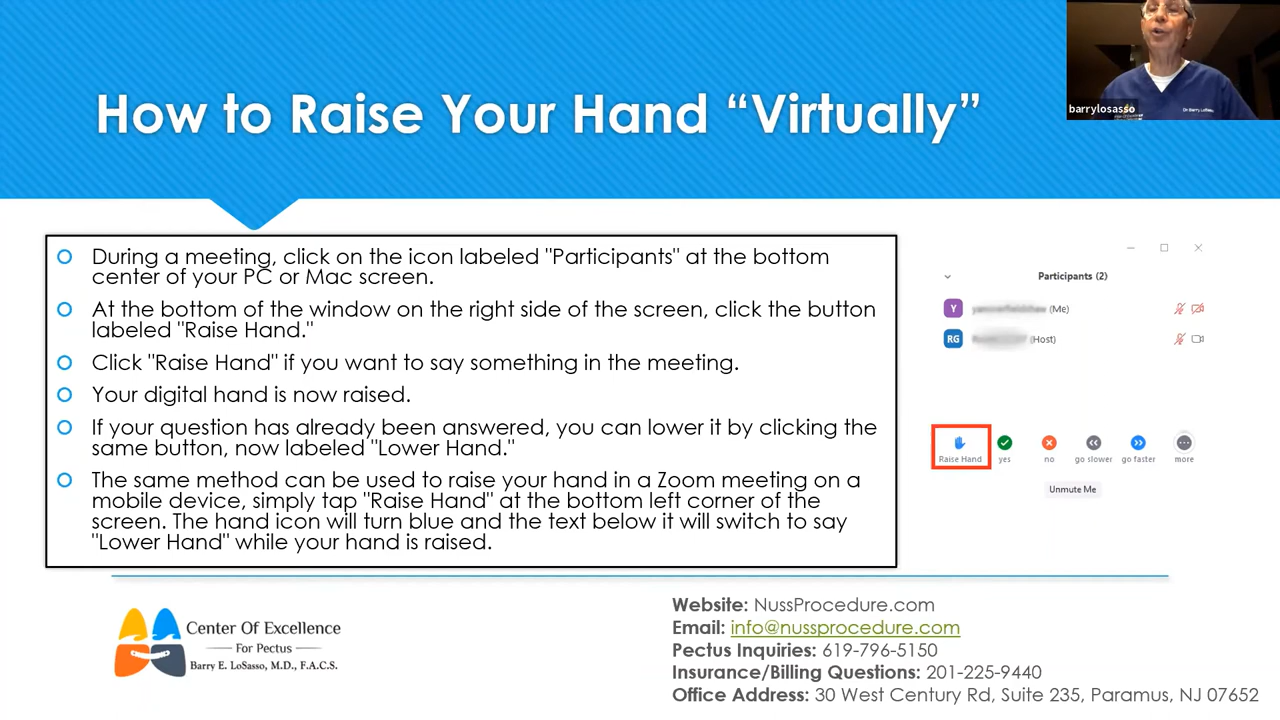 How to Raise Your Hand “Virtually”
barrylosasso
During a meeting, click on the icon labeled "Participants" at the bottom
center of your PC or Mac screen.
At the bottom of the window on the right side of the screen, click the button
labeled "Raise Hand."
Click "Raise Hand" if you want to say something in the meeting.
Your digital hand is now raised.
If your question has already been answered, you can lower it by clicking the
same button, now labeled "Lower Hand."
The same method can be used to raise your hand in a Zoom meeting on a
mobile device, simply tap "Raise Hand" at the bottom left corner of the
screen. The hand icon will turn blue and the text below it will switch to say
"Lower Hand" while your hand is raised.
Participants (2)
Y (Me)
RG (Host)
Raise Hand yes no go slower go faster more
Unmute Me
Center Of Excellence
For Pectus
Barry E. LoSasso, M.D., F.A.C.S.
Website: NussProcedure.com
Email: info@nussprocedure.com
Pectus Inquiries: 619-796-5150
Insurance/Billing Questions: 201-225-9440
Office Address: 30 West Century Rd, Suite 235, Paramus, NJ 07652